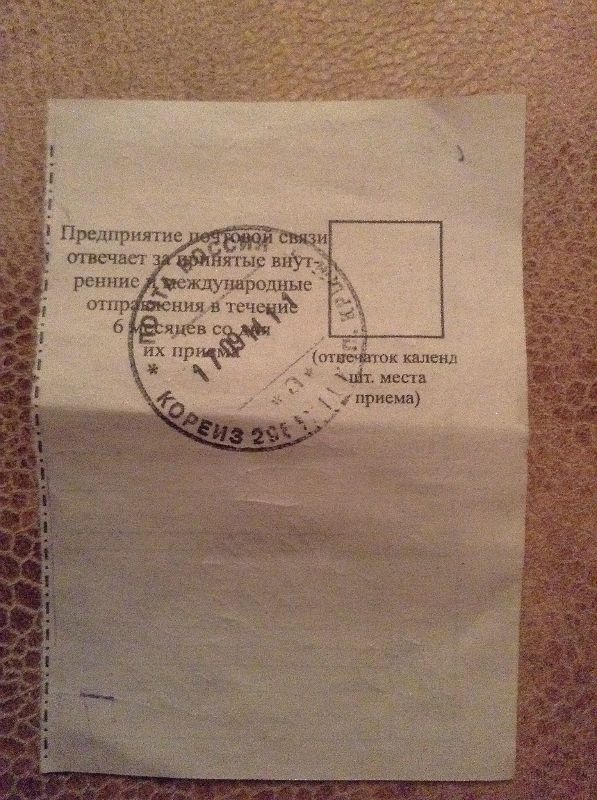 Предприятие почтовой связи
отвечает за принятые внут-
ренние и международные
отправления в течение
6 месяцев со дня
их приема
(отпечаток календ
шт. места
приема)
ПОЧТА РОССИИ
* КОРЕИЗ